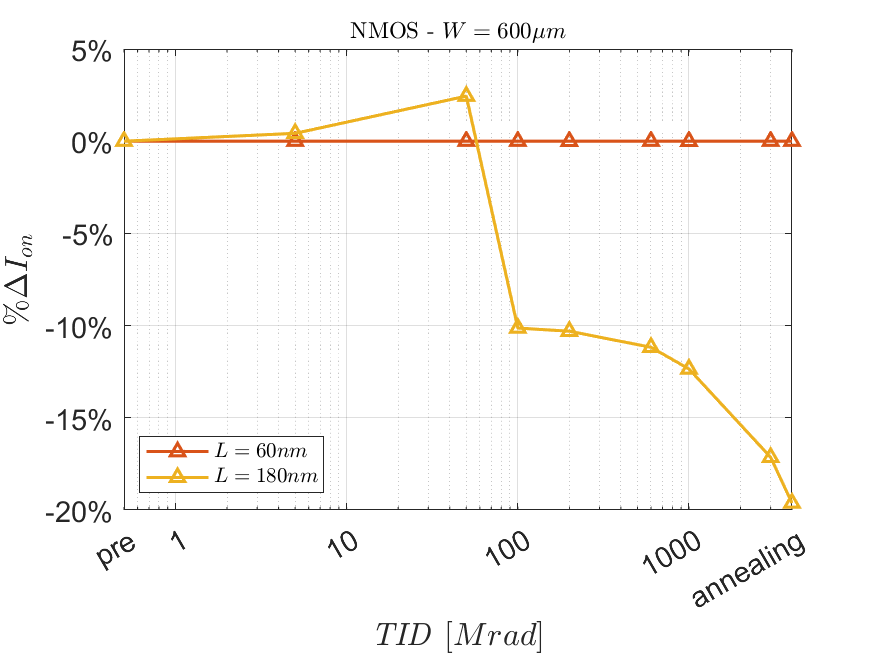 NMOS - W = 600μm
5%
0%
-5%
-10%
-15%
-20%
%ΔI_on
L = 60nm
L = 180nm
pre 1 10 100 1000 annealing
TID [Mrad]